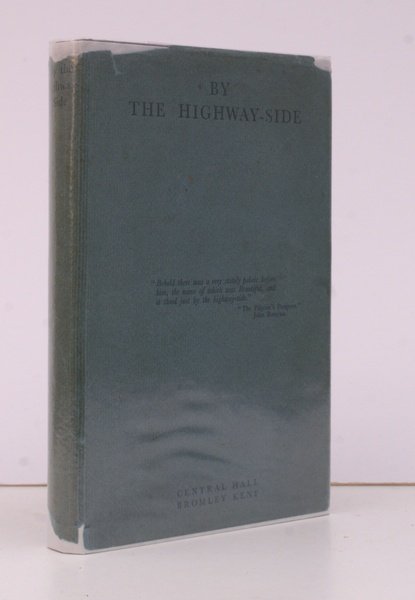 BY
THE HIGHWAY-SIDE
"Behold there was a very stately palace before
him, the name of which was Beautiful, and
it stood just by the highway-side."
"The Pilgrim's Progress."
John Bunyan.
CENTRAL HALL
BROMLEY KENT
Side